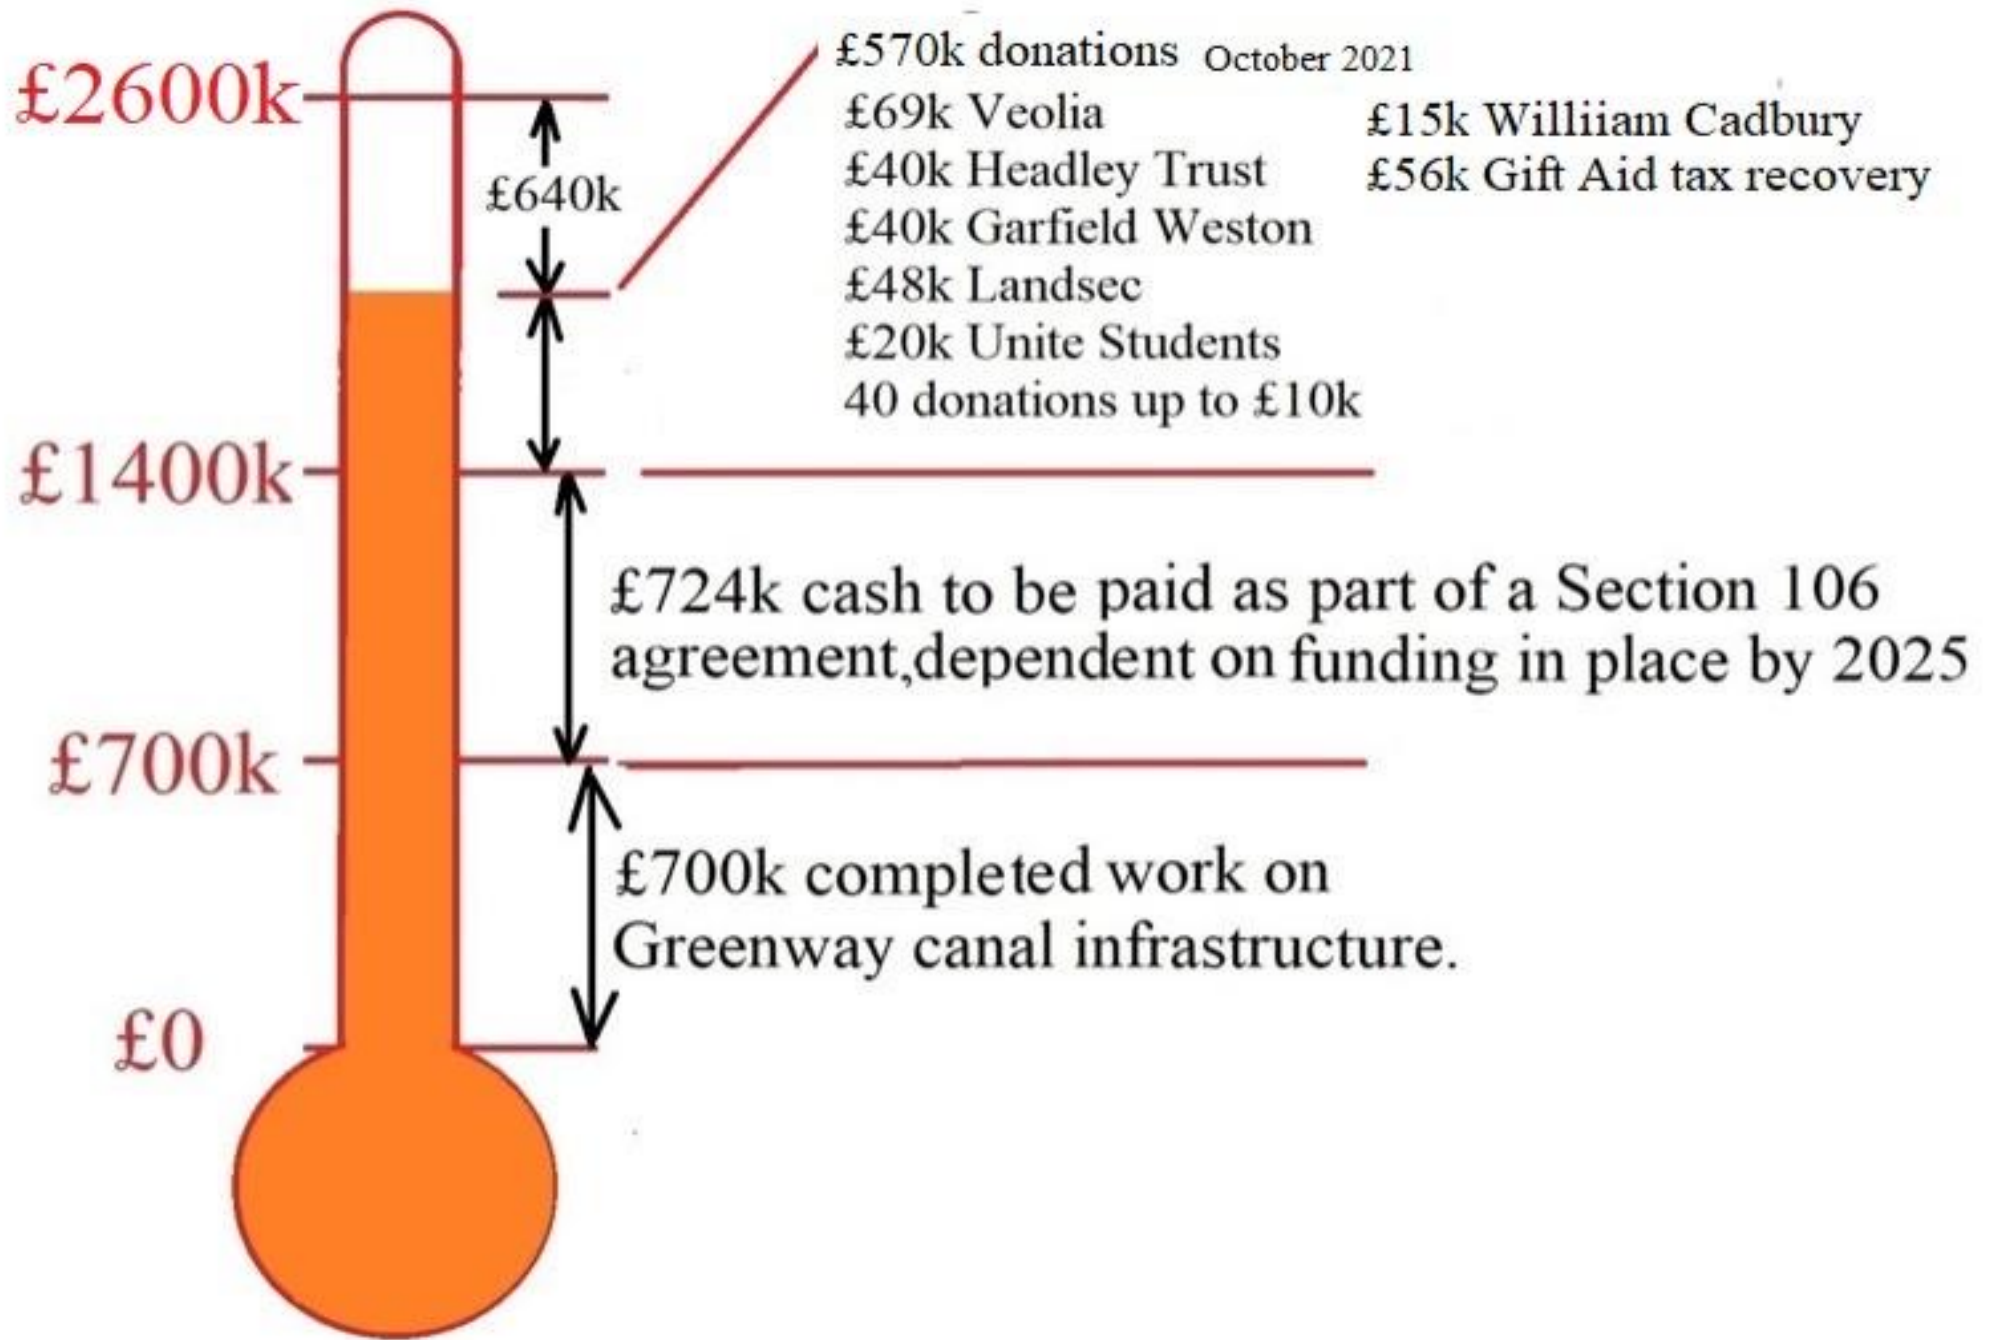 £2600k
£640k
£570k donations October 2021
£69k Veolia
£40k Headley Trust
£40k Garfield Weston
£48k Landsec
£20k Unite Students
40 donations up to £10k
£15k Williiam Cadbury
£56k Gift Aid tax recovery
£1400k
£724k cash to be paid as part of a Section 106
agreement,dependent on funding in place by 2025
£700k
£700k completed work on
Greenway canal infrastructure.
£0